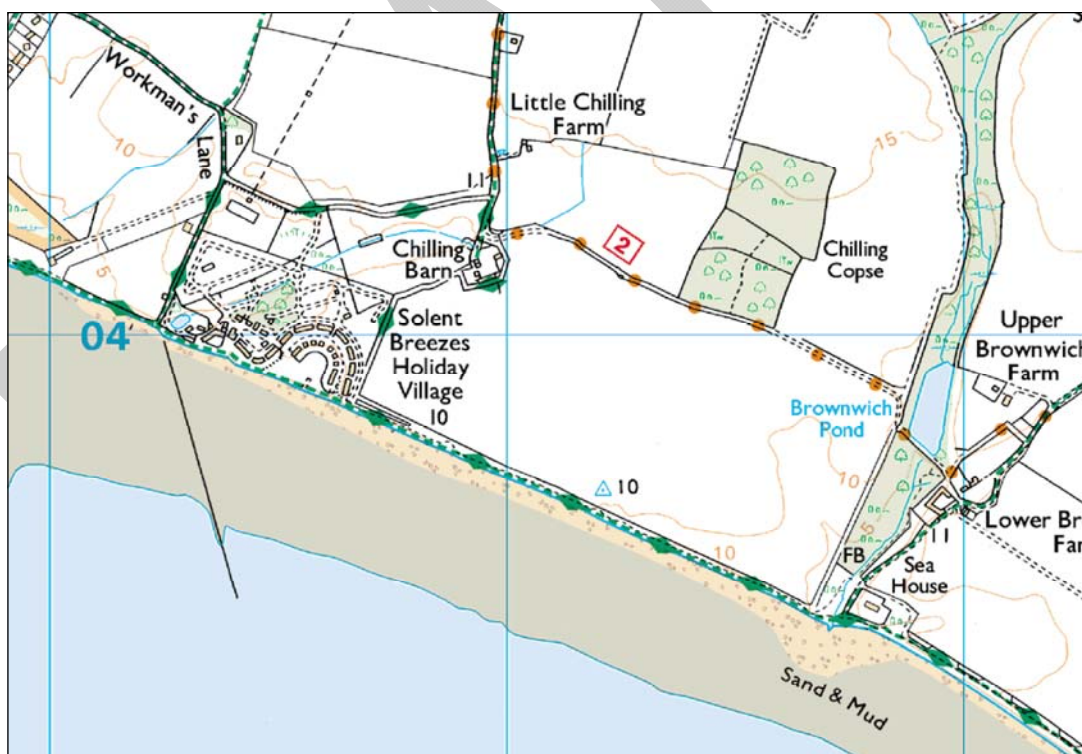 Workman's
Lane
10
Little Chilling
Farm
15
11
2
Chilling
Barn
Chilling
Copse
5
04
Solent
Breezes
Holiday
Village
10
Upper
Brownwich
Farm
Brownwich
Pond
10
10
5
10
FB
11
Lower Br
Far
Sea
House
Sand & Mud